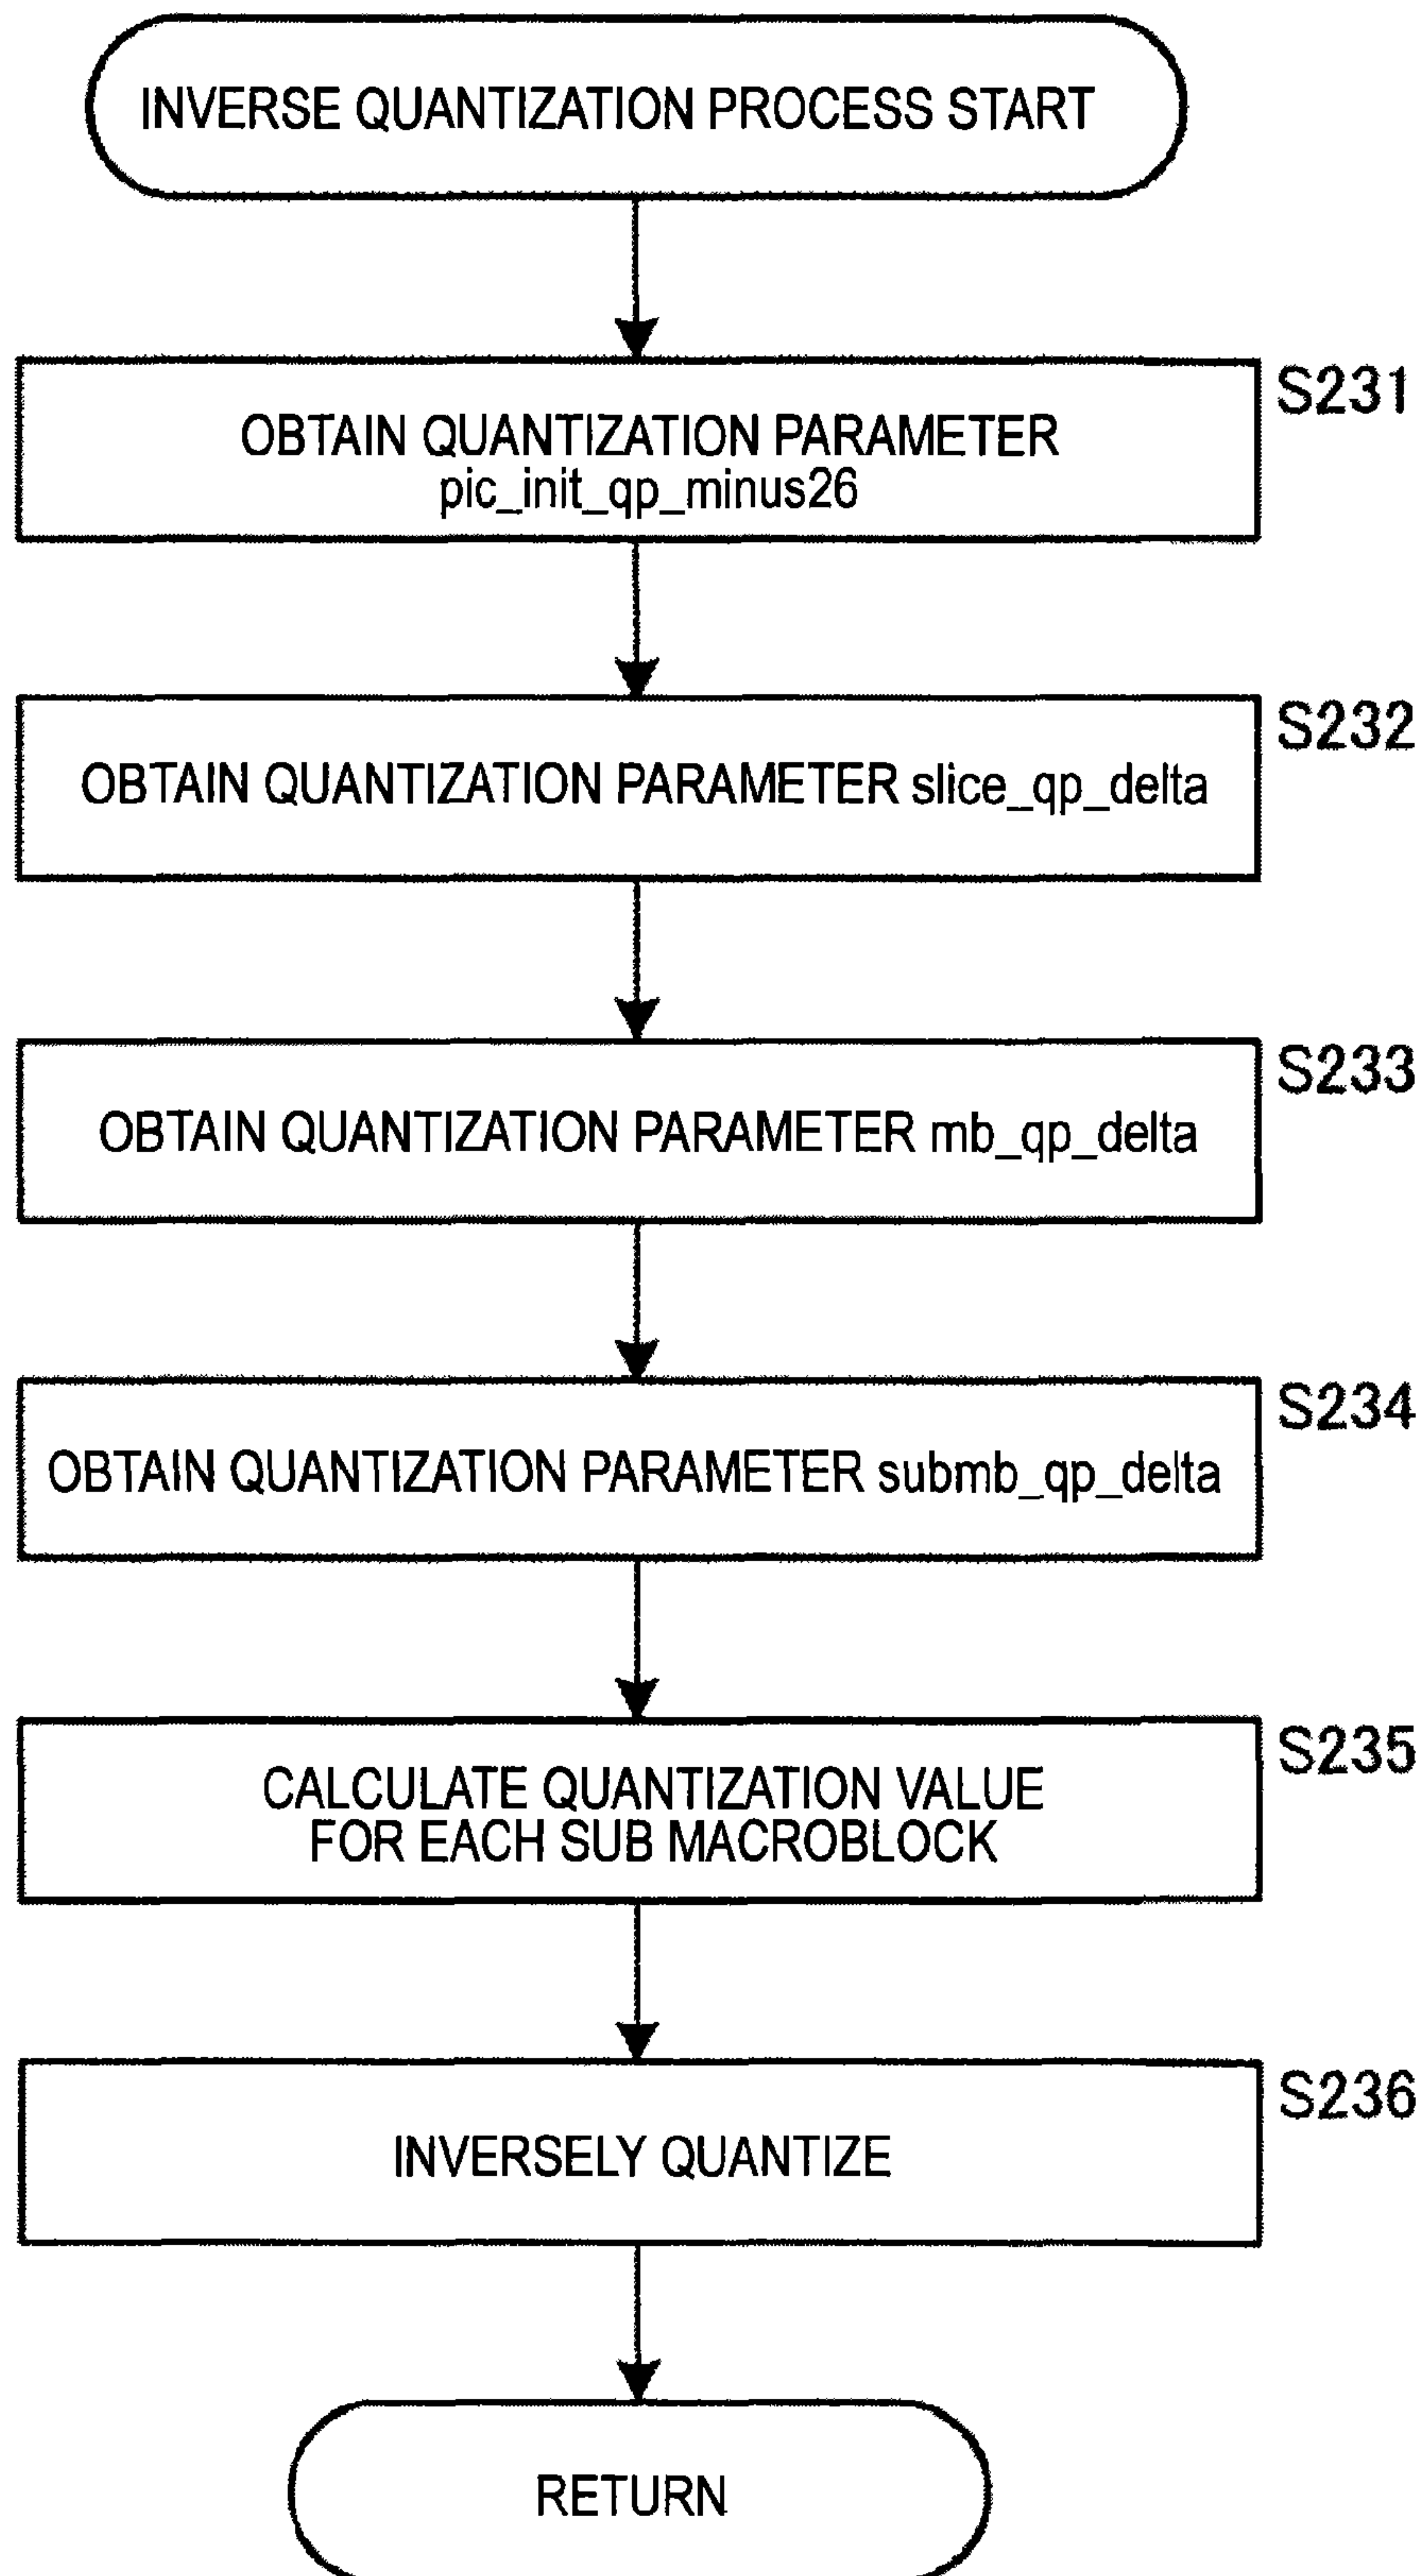 INVERSE QUANTIZATION PROCESS START
S231
OBTAIN QUANTIZATION PARAMETER
pic_init_qp_minus26
S232
OBTAIN QUANTIZATION PARAMETER slice_qp_delta
S233
OBTAIN QUANTIZATION PARAMETER mb_qp_delta
S234
OBTAIN QUANTIZATION PARAMETER submb_qp_delta
S235
CALCULATE QUANTIZATION VALUE
FOR EACH SUB MACROBLOCK
S236
INVERSELY QUANTIZE
RETURN